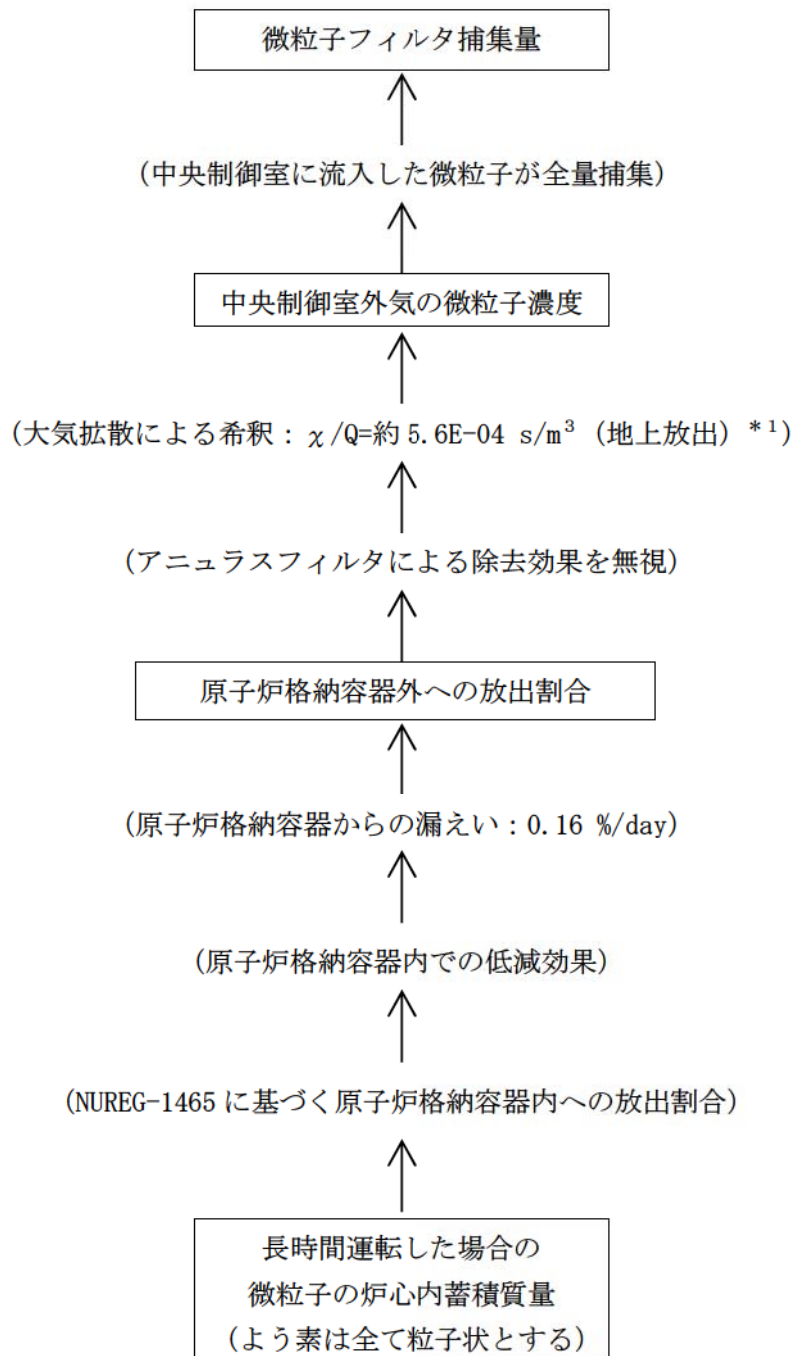 微粒子フィルタ捕集量
(中央制御室に流入した微粒子が全量捕集)
中央制御室外気の微粒子濃度
(大気拡散による希釈：χ/Q=約 5.6E-04 s/m³（地上放出）*¹)
(アニュラスフィルタによる除去効果を無視)
原子炉格納容器外への放出割合
(原子炉格納容器からの漏えい：0.16 %/day)
(原子炉格納容器内での低減効果)
(NUREG-1465 に基づく原子炉格納容器内への放出割合)
長時間運転した場合の
微粒子の炉心内蓄積質量
（よう素は全て粒子状とする）